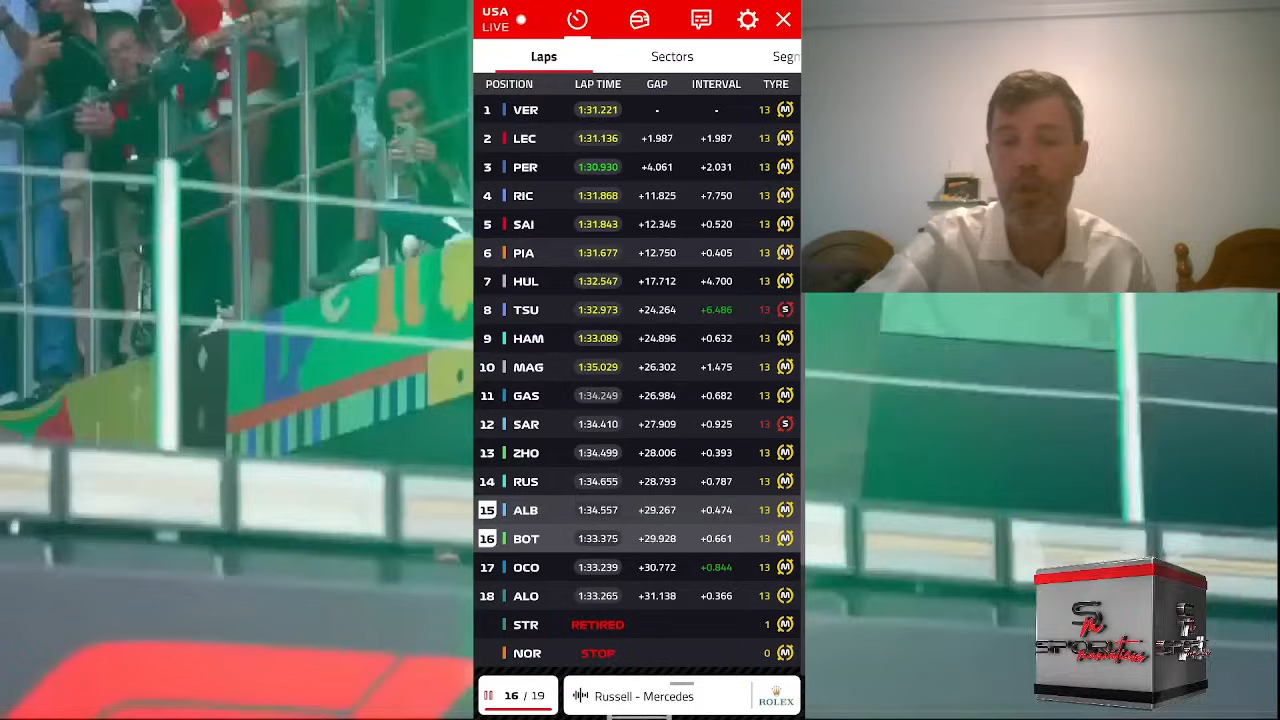 USA
LIVE
Laps
Sectors
Segn
POSITION LAP TIME GAP INTERVAL TYRE
1 VER 1:31.221 - - 13 M
2 LEC 1:31.136 +1.987 +1.987 13 M
3 PER 1:30.930 +4.061 +2.031 13 M
4 RIC 1:31.868 +11.825 +7.750 13 M
5 SAI 1:31.843 +12.345 +0.520 13 M
6 PIA 1:31.677 +12.750 +0.405 13 M
7 HUL 1:32.547 +17.712 +4.700 13 M
8 TSU 1:32.973 +24.264 +6.486 13 S
9 HAM 1:33.089 +24.896 +0.632 13 M
10 MAG 1:35.029 +26.302 +1.475 13 M
11 GAS 1:34.249 +26.984 +0.682 13 M
12 SAR 1:34.410 +27.909 +0.925 13 S
13 ZHO 1:34.499 +28.006 +0.393 13 M
14 RUS 1:34.655 +28.793 +0.787 13 M
15 ALB 1:34.557 +29.267 +0.474 13 M
16 BOT 1:33.375 +29.928 +0.661 13 M
17 OCO 1:33.239 +30.772 +0.844 13 M
18 ALO 1:33.265 +31.138 +0.366 13 M
STR RETIRED 1 M
NOR STOP 0 M
16 / 19
Russell - Mercedes
ROLEX
SPORT